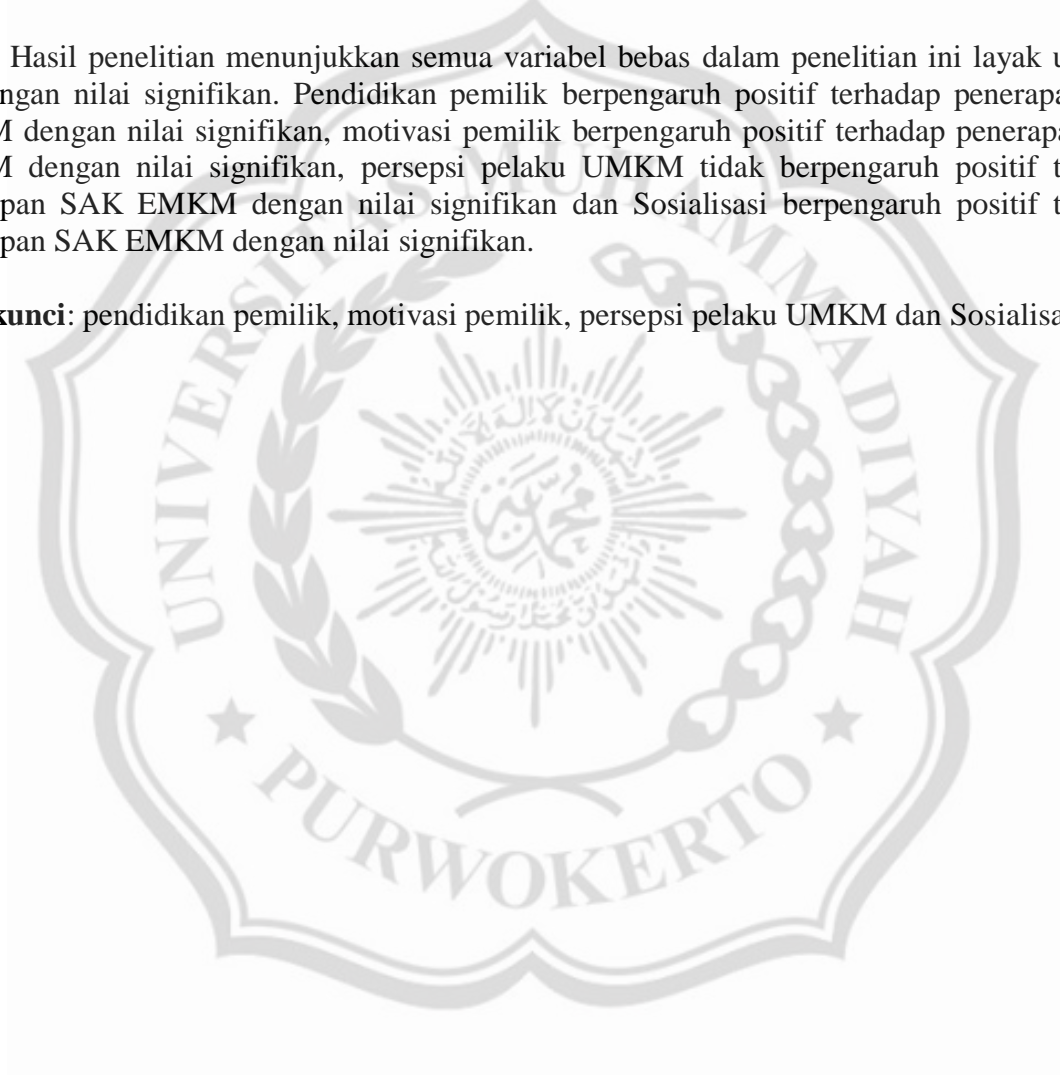 Hasil penelitian menunjukkan semua variabel bebas dalam penelitian ini layak u
ngan nilai signifikan. Pendidikan pemilik berpengaruh positif terhadap penerapa
M dengan nilai signifikan, motivasi pemilik berpengaruh positif terhadap penerapa
M dengan nilai signifikan, persepsi pelaku UMKM tidak berpengaruh positif t
pan SAK EMKM dengan nilai signifikan dan Sosialisasi berpengaruh positif t
pan SAK EMKM dengan nilai signifikan.
kunci: pendidikan pemilik, motivasi pemilik, persepsi pelaku UMKM dan Sosialisa
UNIVERSITAS MUHAMMADIYAH
PURWOKERTO